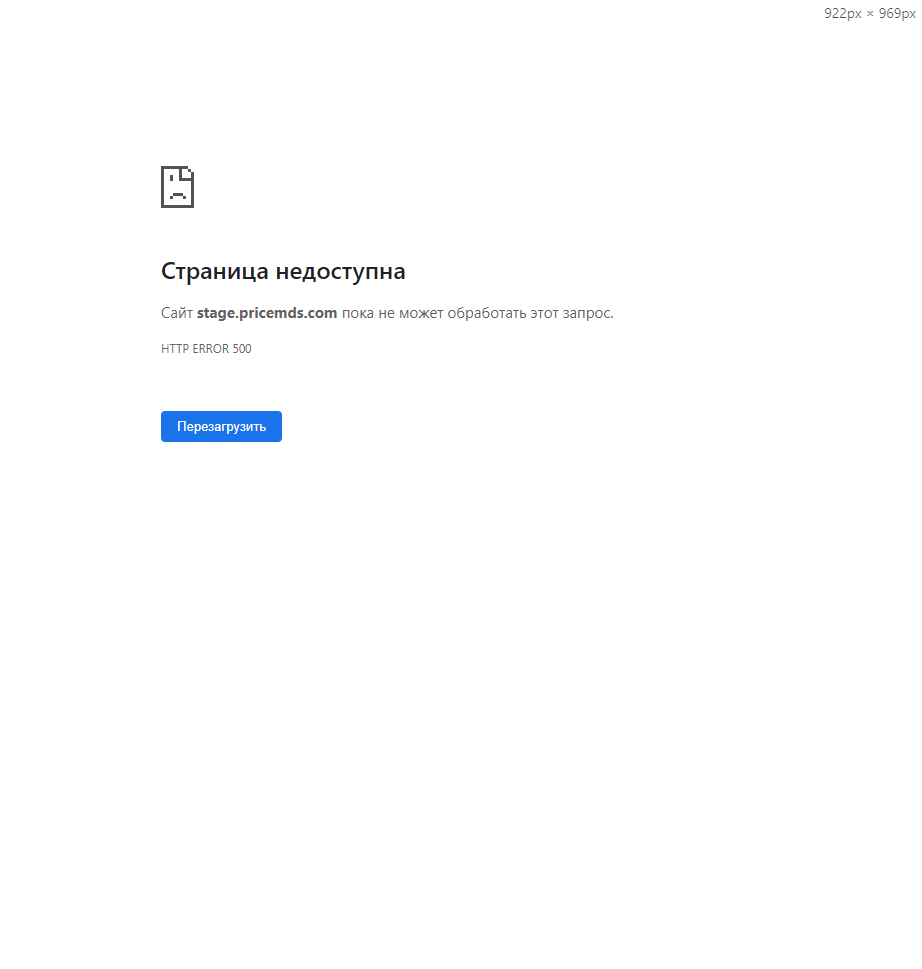 922px × 969px
Страница недоступна
Сайт stage.pricemds.com пока не может обработать этот запрос.
HTTP ERROR 500
Перезагрузить